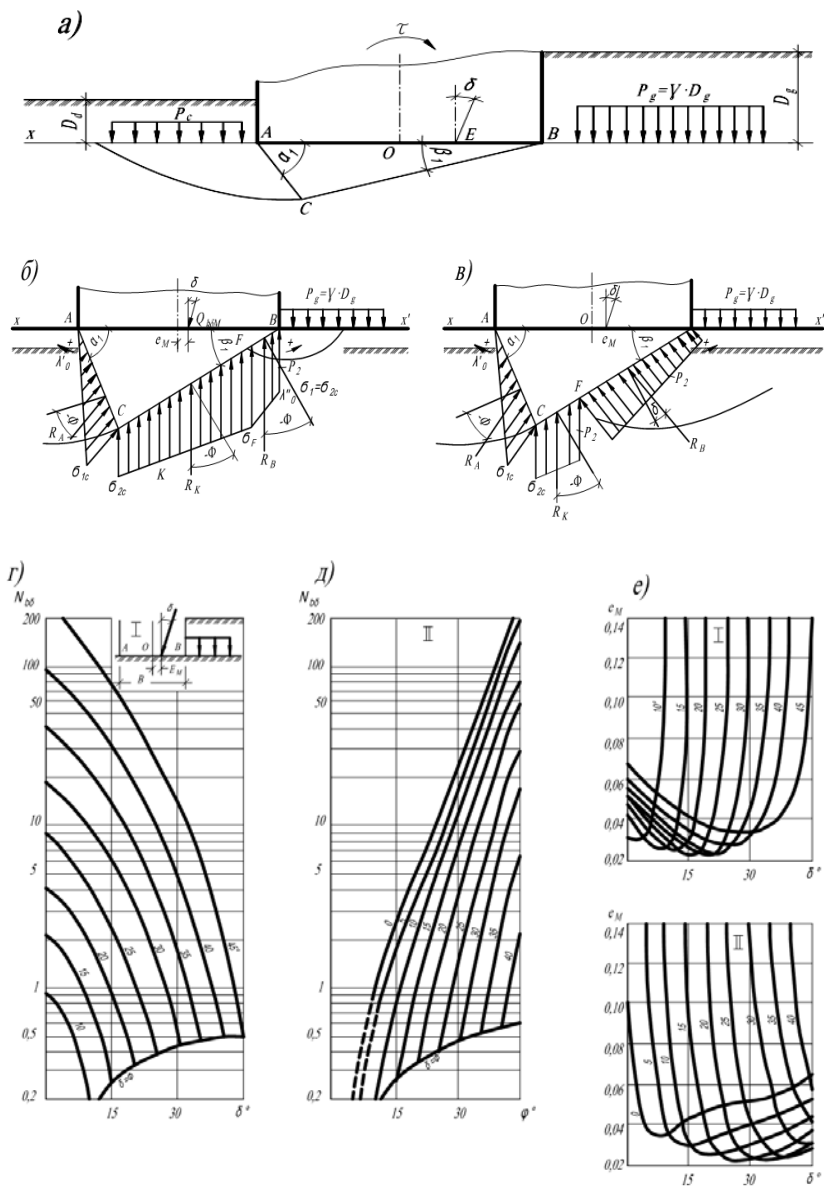 а)
τ
δ
P_g=γ·D_g
D_g
D_d
P_c
x
A
α_1
O
β_1
E
B
C
б)
в)
δ
P_g=γ·D_g
A
B
x
x'
e_M
α_1
β_1
F
+
+
λ'_0
P_2
λ''_0
σ_1=σ_2c
C
-Ф
R_A
σ_1c
σ_2c
K
σ_F
R_K
-Ф
R_B
-Ф
δ
P_g=γ·D_g
A
O
x
x'
e_M
α_1
β_1
+
+
λ'_0
P_2
F
C
-Ф
R_A
σ_1c
σ_2c
P_2
R_B
-Ф
R_K
г)
N_bδ
200
100
50
10
5
1
0,5
0,2
I
δ
A O B
B
E_M
10
15
20
25
30
35
40
45°
δ=Ф
15 30 δ°
д)
N_bδ
200
100
50
10
5
1
0,5
0,2
II
0
5
10
15
20
25
30
35
40
δ=Ф
15 30 φ°
е)
e_M
0,14
0,10
0,08
0,06
0,04
0,02
I
10° 15 20 25 30 35 40 45
15 30 δ°
e_M
0,14
0,10
0,08
0,06
0,04
0,02
II
0 5 10 15 20 25 30 35 40
15 30 δ°